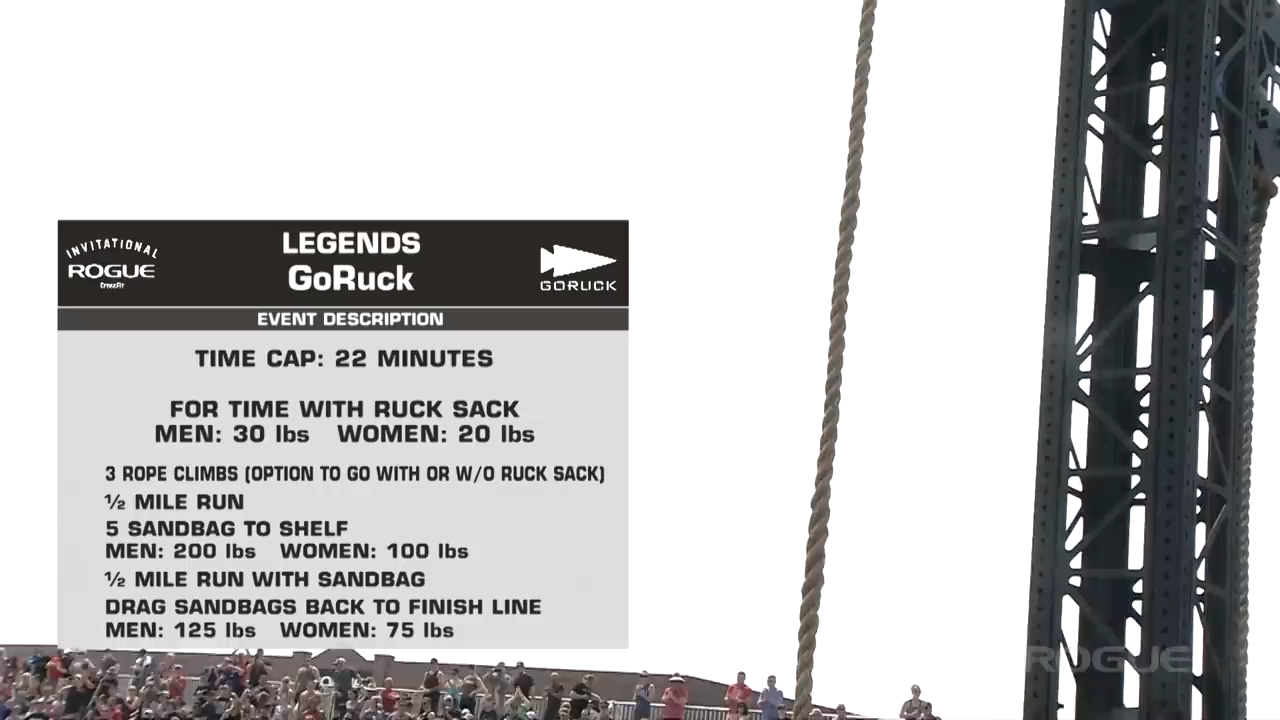 INVITATIONAL
ROGUE
CrossFit
LEGENDS
GoRuck
GORUCK
EVENT DESCRIPTION
TIME CAP: 22 MINUTES
FOR TIME WITH RUCK SACK
MEN: 30 lbs WOMEN: 20 lbs
3 ROPE CLIMBS (OPTION TO GO WITH OR W/O RUCK SACK)
½ MILE RUN
5 SANDBAG TO SHELF
MEN: 200 lbs WOMEN: 100 lbs
½ MILE RUN WITH SANDBAG
DRAG SANDBAGS BACK TO FINISH LINE
MEN: 125 lbs WOMEN: 75 lbs
ROGUE